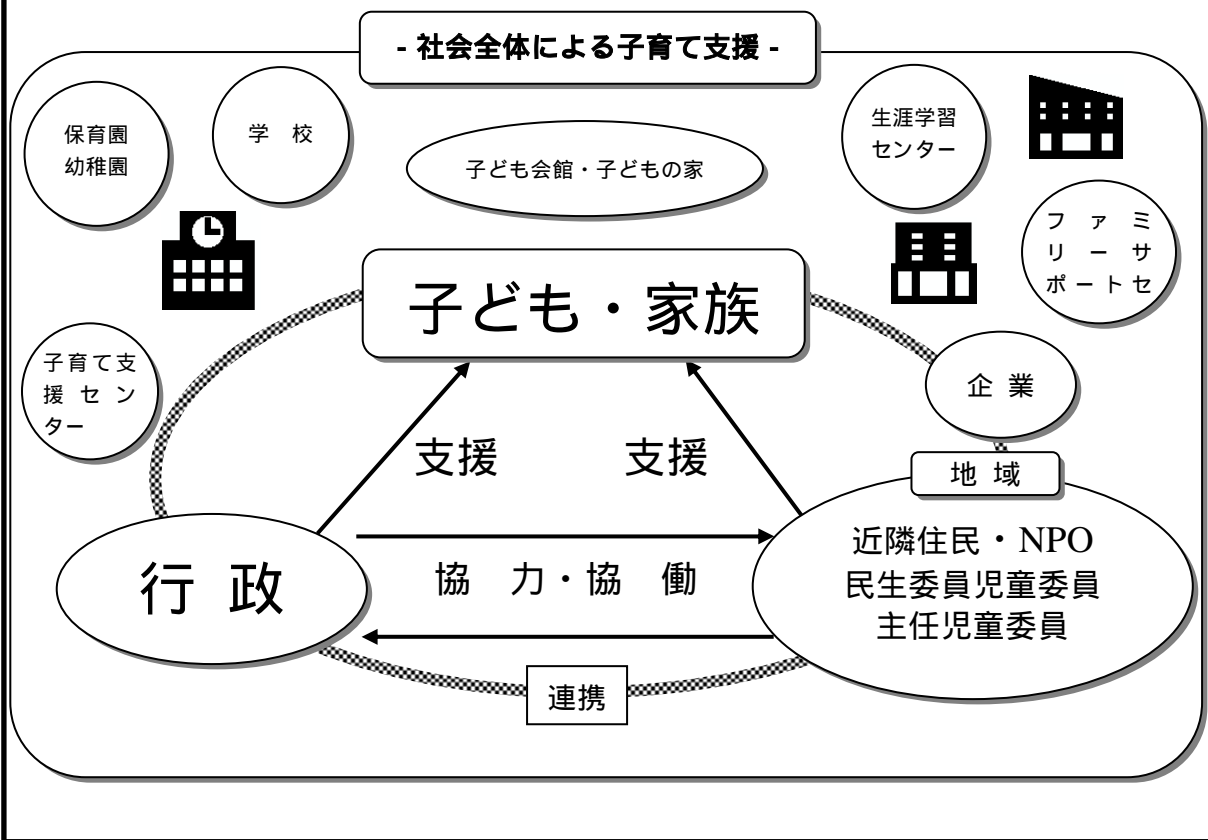 - 社会全体による子育て支援 -
保育園
幼稚園
学 校
子ども会館・子どもの家
生涯学習
センター
ファミ
リーサ
ポートセ
子ども・家族
子育て支
援セン
ター
企 業
支援
支援
地 域
近隣住民・NPO
民生委員児童委員
主任児童委員
行 政
協 力・協 働
連携